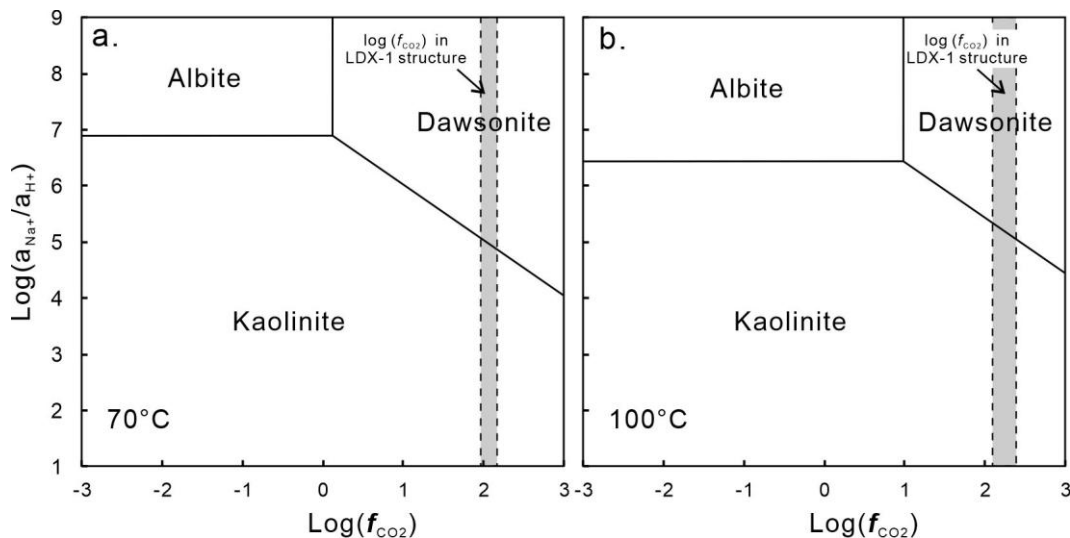 a.
log (fCO2) in
LDX-1 structure
Albite
Dawsonite
Kaolinite
70°C
9
8
7
6
5
4
3
2
1
Log(aNa+/aH+)
-3
-2
-1
0
1
2
3
Log(fCO2)
b.
log (fCO2) in
LDX-1 structure
Albite
Dawsonite
Kaolinite
100°C
-3
-2
-1
0
1
2
3
Log(fCO2)